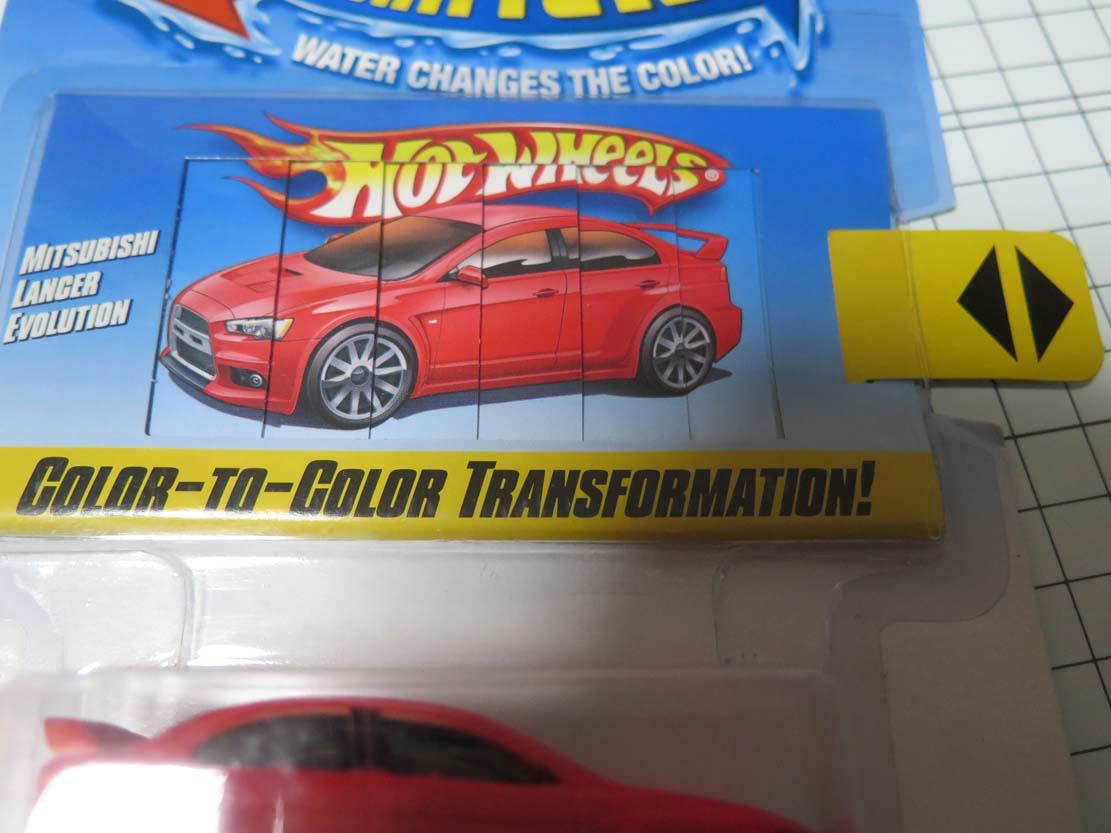 WATER CHANGES THE COLOR!
HOT WHEELS®
MITSUBISHI
LANCER
EVOLUTION
COLOR-TO-COLOR TRANSFORMATION!